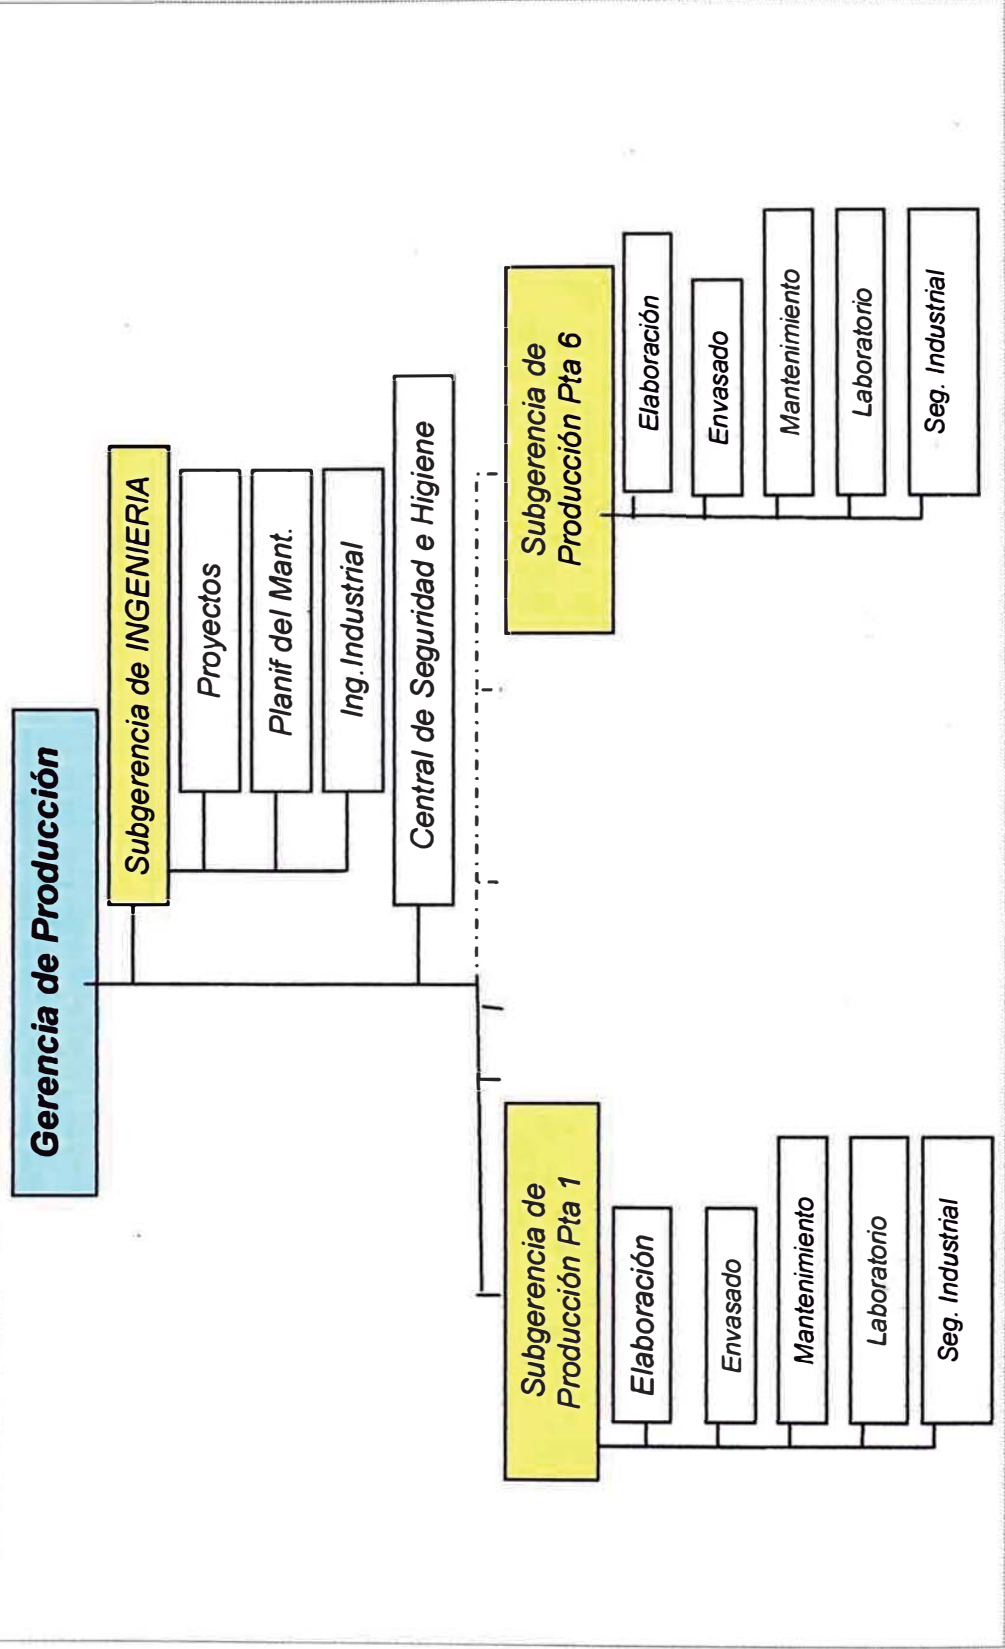 Gerencia de Producción
Subgerencia de INGENIERIA
Proyectos
Planif del Mant.
Ing.Industrial
Central de Seguridad e Higiene
Subgerencia de
Producción Pta 1
Elaboración
Envasado
Mantenimiento
Laboratorio
Seg. Industrial
Subgerencia de
Producción Pta 6
Elaboración
Envasado
Mantenimiento
Laboratorio
Seg. Industrial